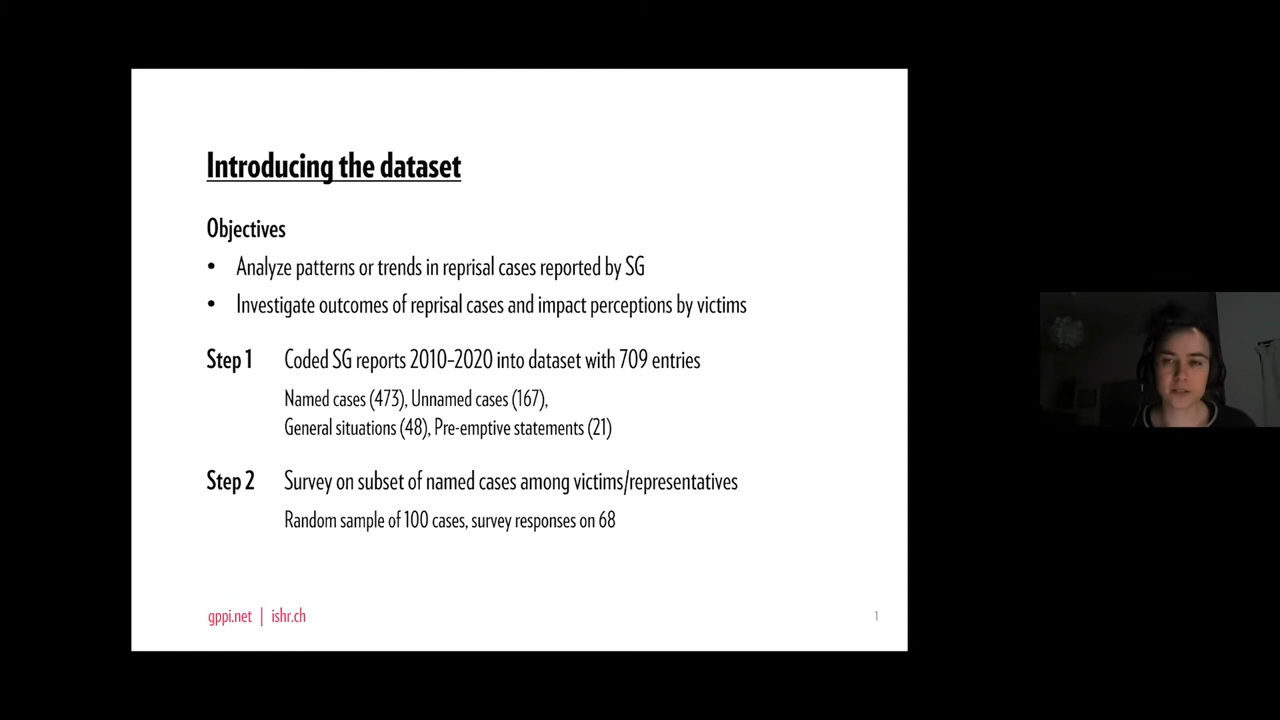 Introducing the dataset
Objectives
• Analyze patterns or trends in reprisal cases reported by SG
• Investigate outcomes of reprisal cases and impact perceptions by victims
Step 1 Coded SG reports 2010–2020 into dataset with 709 entries
Named cases (473), Unnamed cases (167),
General situations (48), Pre-emptive statements (21)
Step 2 Survey on subset of named cases among victims/representatives
Random sample of 100 cases, survey responses on 68
gppi.net | ishr.ch 1